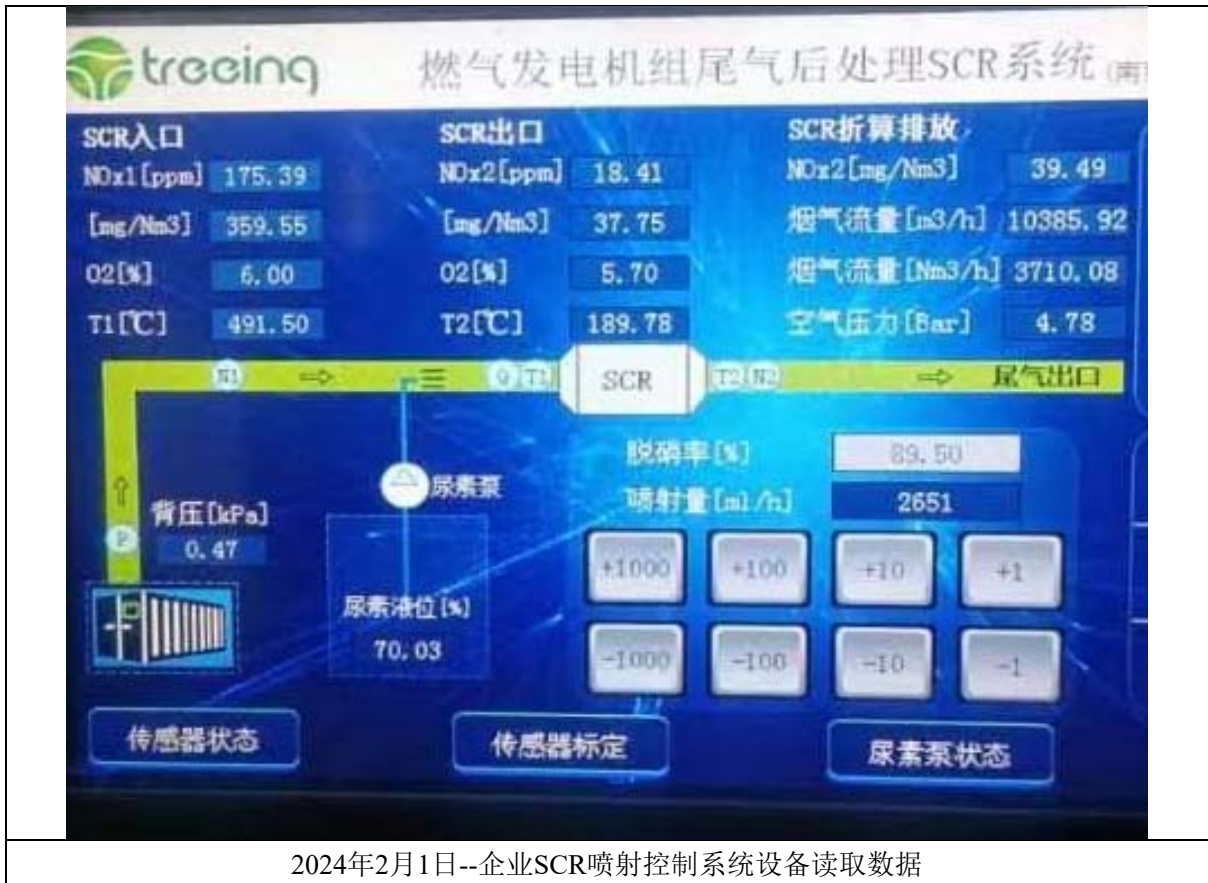 treeing 燃气发电机组尾气后处理SCR系统
SCR入口 SCR出口 SCR折算排放
NOx1[ppm] 175.39 NOx2[ppm] 18.41 NOx2[mg/Nm3] 39.49
[mg/Nm3] 359.55 [mg/Nm3] 37.75 烟气流量[m3/h] 10385.92
O2[%] 6.00 O2[%] 5.70 烟气流量[Nm3/h] 3710.08
T1[℃] 491.50 T2[℃] 189.78 空气压力[Bar] 4.78
N1 Q T1 SCR T2 N2 尾气出口
脱硝率[%] 89.50
尿素泵
喷射量[ml/h] 2651
背压[kPa]
P 0.47
+1000 +100 +10 +1
尿素液位[%]
70.03
-1000 -100 -10 -1
传感器状态 传感器标定 尿素泵状态
2024年2月1日--企业SCR喷射控制系统设备读取数据